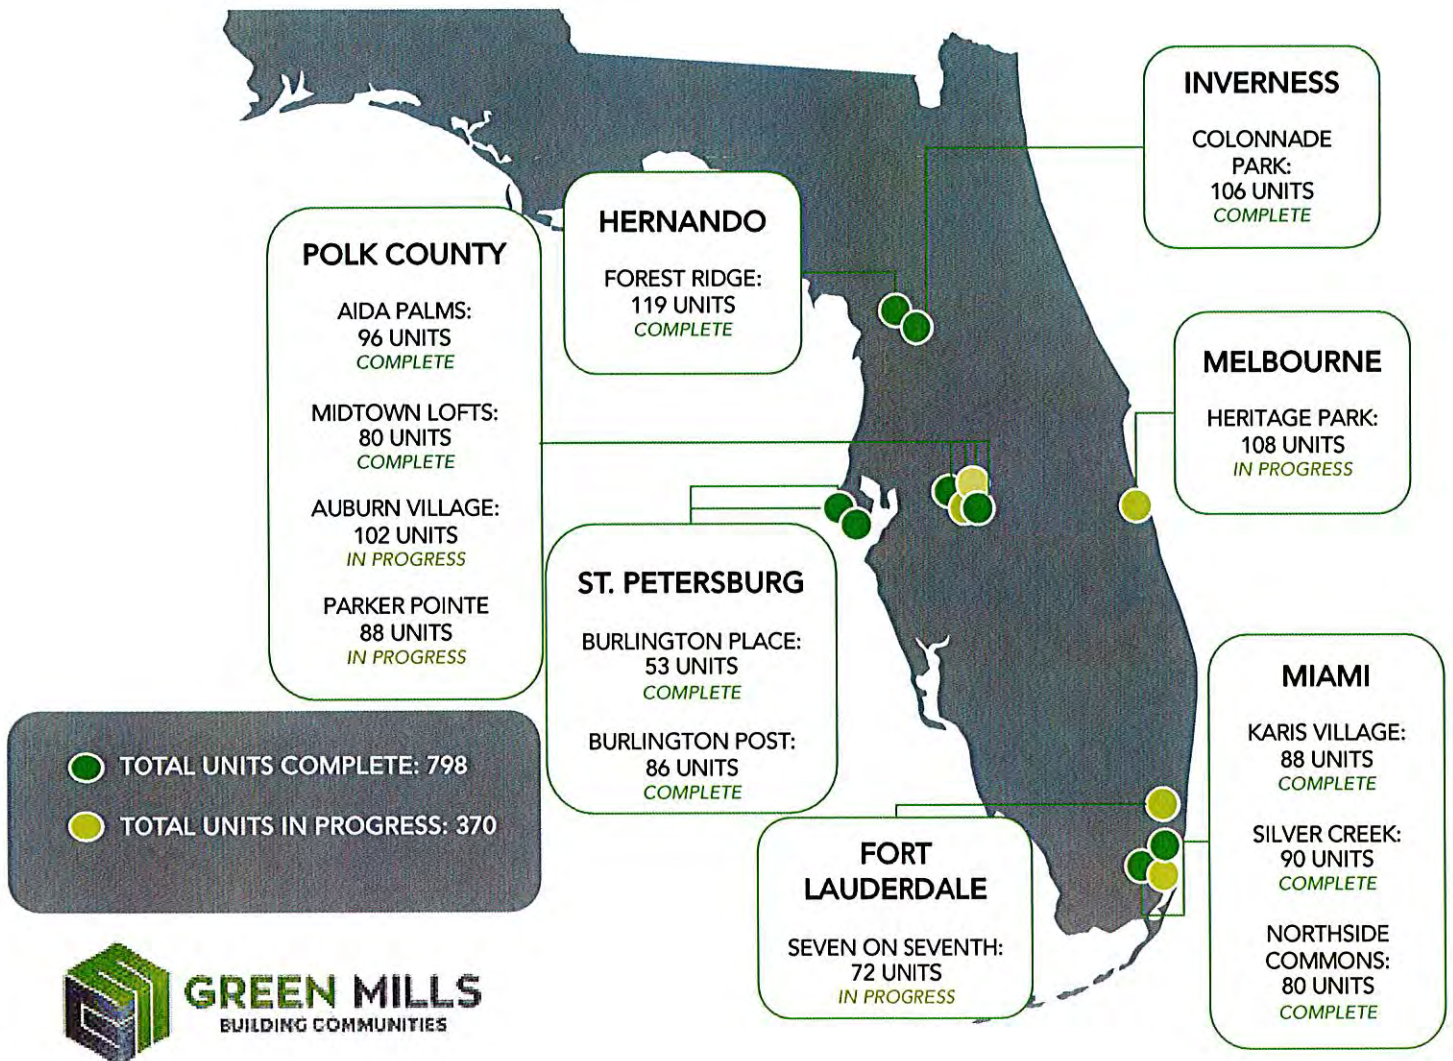 INVERNESS
COLONNADE
PARK:
106 UNITS
COMPLETE
HERNANDO
FOREST RIDGE:
119 UNITS
COMPLETE
POLK COUNTY
AIDA PALMS:
96 UNITS
COMPLETE
MIDTOWN LOFTS:
80 UNITS
COMPLETE
AUBURN VILLAGE:
102 UNITS
IN PROGRESS
PARKER POINTE
88 UNITS
IN PROGRESS
MELBOURNE
HERITAGE PARK:
108 UNITS
IN PROGRESS
ST. PETERSBURG
BURLINGTON PLACE:
53 UNITS
COMPLETE
BURLINGTON POST:
86 UNITS
COMPLETE
MIAMI
KARIS VILLAGE:
88 UNITS
COMPLETE
SILVER CREEK:
90 UNITS
COMPLETE
NORTHSIDE
COMMONS:
80 UNITS
COMPLETE
FORT
LAUDERDALE
SEVEN ON SEVENTH:
72 UNITS
IN PROGRESS
TOTAL UNITS COMPLETE: 798
TOTAL UNITS IN PROGRESS: 370
GREEN MILLS
BUILDING COMMUNITIES